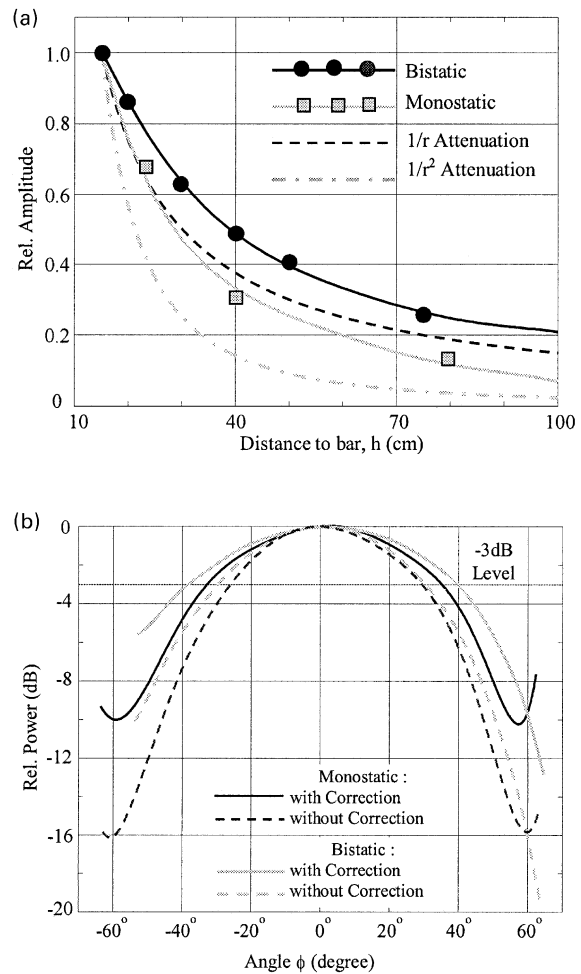 (a)
1.0
0.8
0.6
0.4
0.2
0
Rel. Amplitude
Bistatic
Monostatic
1/r Attenuation
1/r² Attenuation
10
40
70
100
Distance to bar, h (cm)
(b)
0
-4
-8
-12
-16
-20
Rel. Power (dB)
-3dB
Level
Monostatic :
with Correction
without Correction
Bistatic :
with Correction
without Correction
-60° -40° -20° 0° 20° 40° 60°
Angle ϕ (degree)